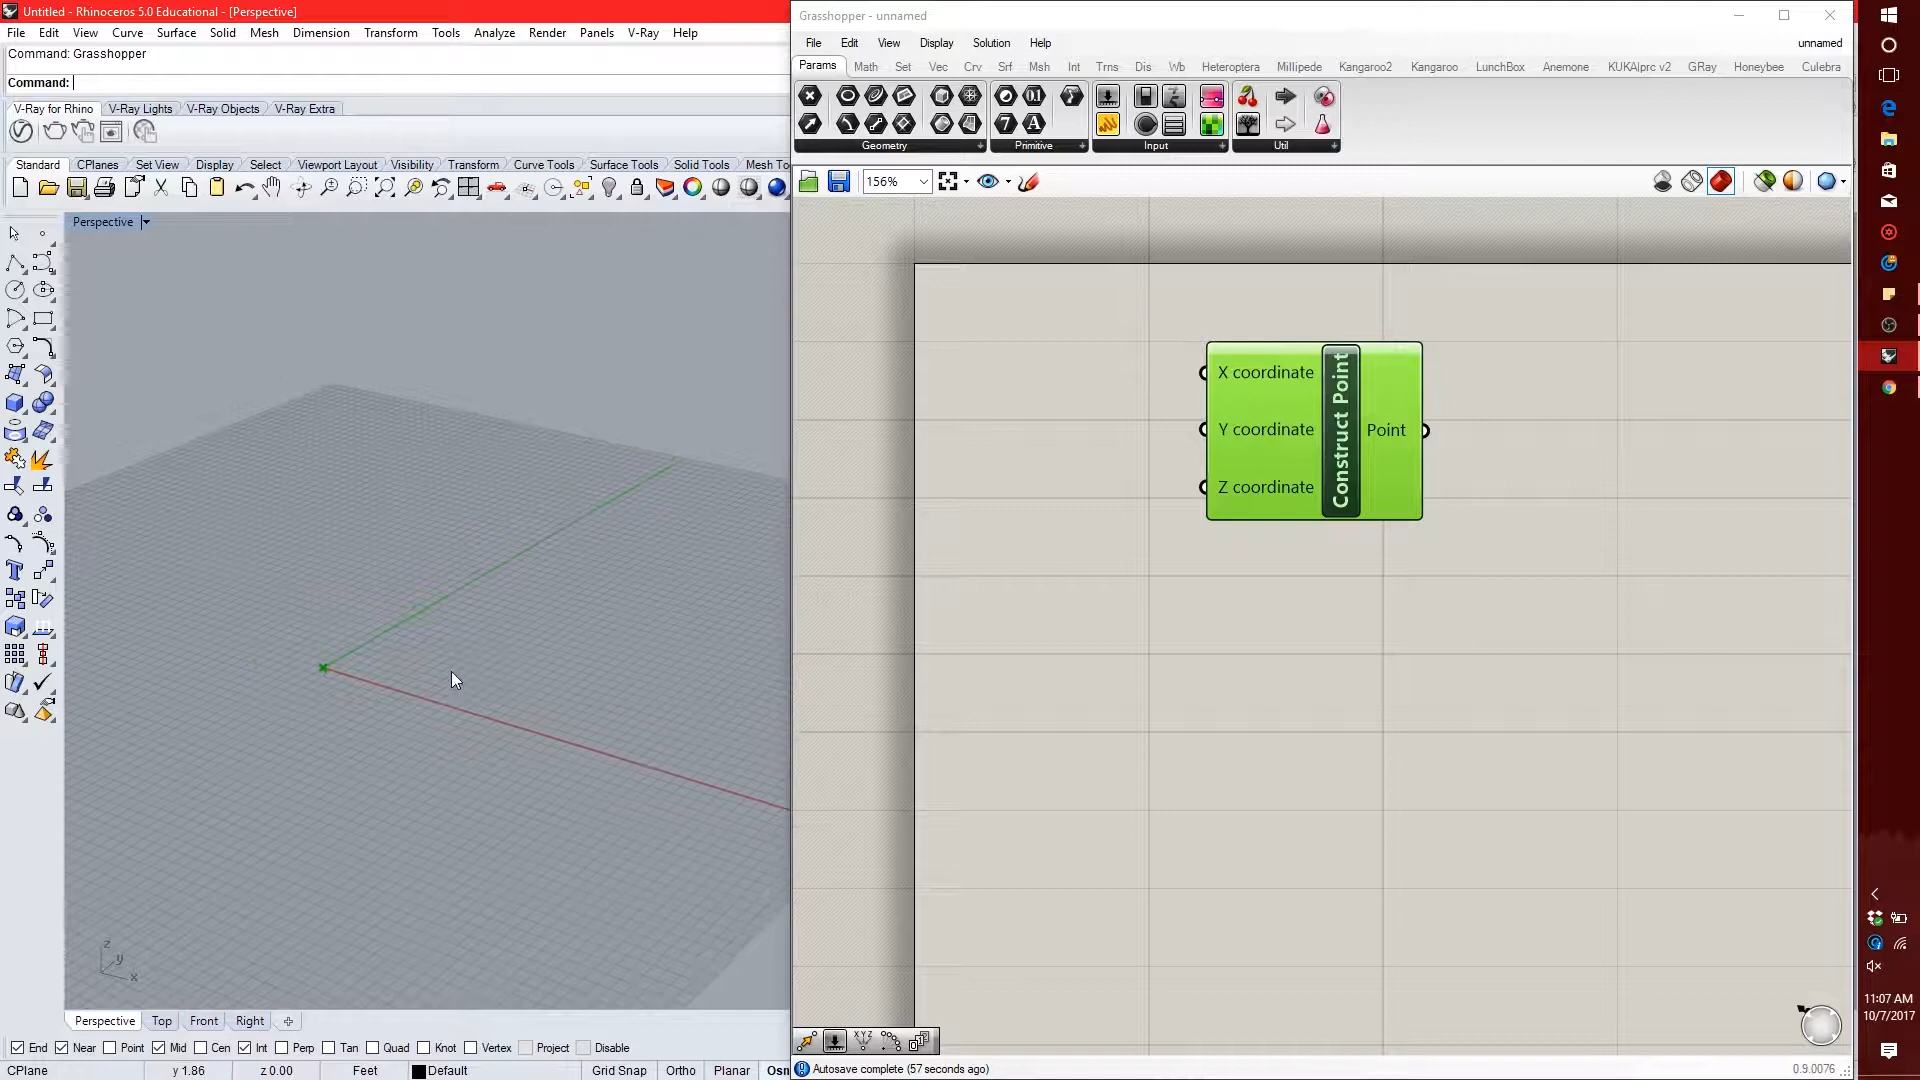 Untitled - Rhinoceros 5.0 Educational - [Perspective]
File Edit View Curve Surface Solid Mesh Dimension Transform Tools Analyze Render Panels V-Ray Help
Command: Grasshopper
Command:
V-Ray for Rhino V-Ray Lights V-Ray Objects V-Ray Extra
Standard CPlanes Set View Display Select Viewport Layout Visibility Transform Curve Tools Surface Tools Solid Tools Mesh To
Perspective
z
y
x
Perspective Top Front Right
End Near Point Mid Cen Int Perp Tan Quad Knot Vertex Project Disable
CPlane y 1.86 z 0.00 Feet Default Grid Snap Ortho Planar Osn
Grasshopper - unnamed
File Edit View Display Solution Help unnamed
Params Math Set Vec Crv Srf Msh Int Trns Dis Wb Heteroptera Millipede Kangaroo2 Kangaroo LunchBox Anemone KUKA|prc v2 GRay Honeybee Culebra
Geometry Primitive Input Util
156%
X coordinate
Y coordinate
Z coordinate
Construct Point
Point
Autosave complete (57 seconds ago) 0.9.0076
11:07 AM
10/7/2017